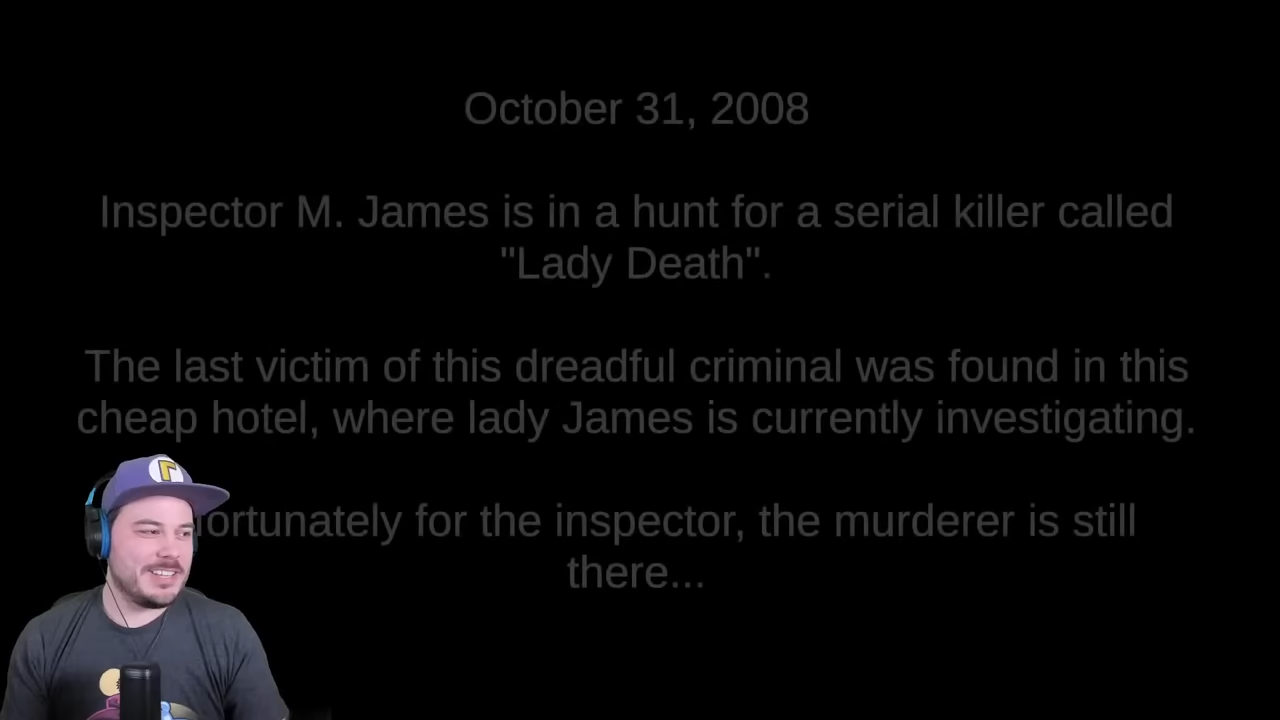 October 31, 2008
Inspector M. James is in a hunt for a serial killer called
"Lady Death".
The last victim of this dreadful criminal was found in this
cheap hotel, where lady James is currently investigating.
fortunately for the inspector, the murderer is still
there...